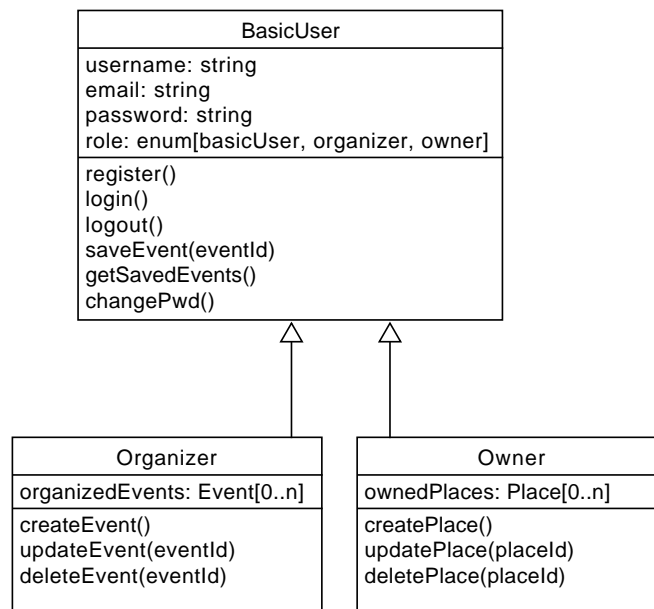 BasicUser
username: string
email: string
password: string
role: enum[basicUser, organizer, owner]
register()
login()
logout()
saveEvent(eventId)
getSavedEvents()
changePwd()
Organizer
organizedEvents: Event[0..n]
createEvent()
updateEvent(eventId)
deleteEvent(eventId)
Owner
ownedPlaces: Place[0..n]
createPlace()
updatePlace(placeId)
deletePlace(placeId)